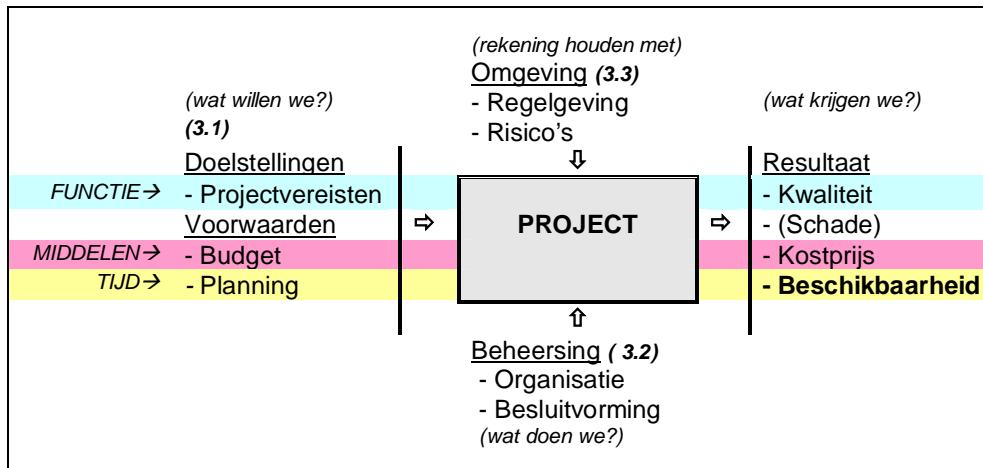 (rekening houden met)
Omgeving (3.3)
- Regelgeving
- Risico's
(wat willen we?)
(3.1)
Doelstellingen
FUNCTIE→ - Projectvereisten
Voorwaarden
MIDDELEN→ - Budget
TIJD→ - Planning
⇨
⇩
PROJECT
⇨
⇧
(wat krijgen we?)
Resultaat
- Kwaliteit
- (Schade)
- Kostprijs
- Beschikbaarheid
Beheersing ( 3.2)
- Organisatie
- Besluitvorming
(wat doen we?)